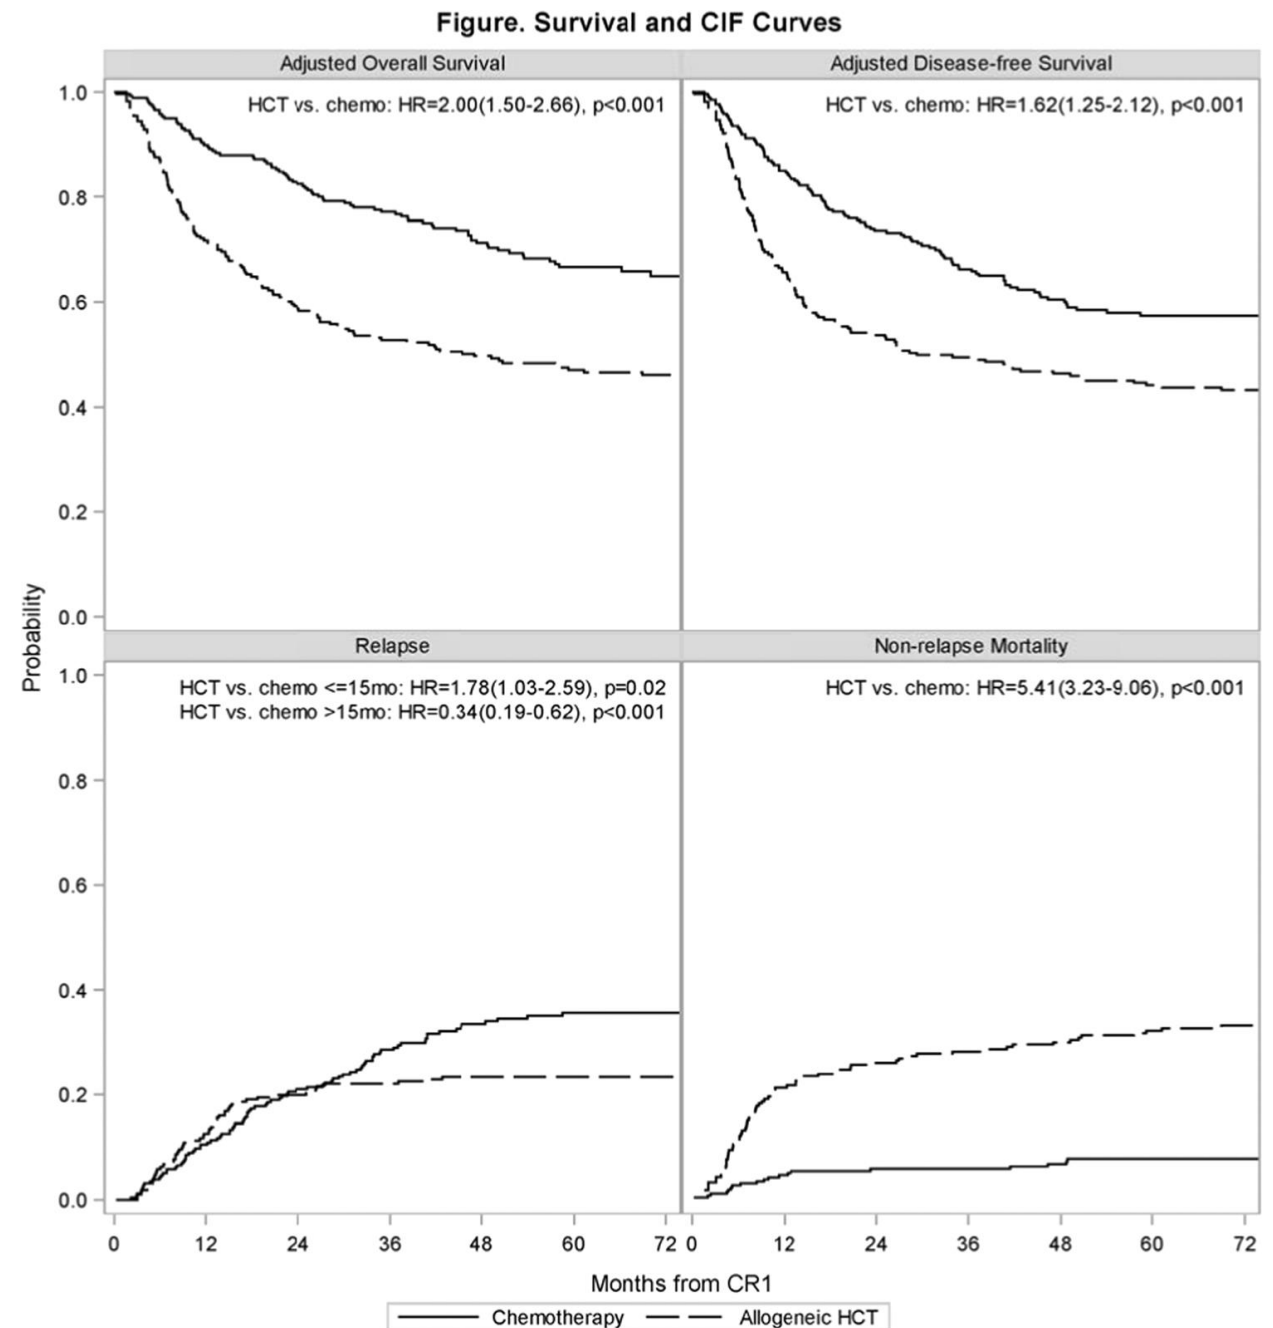 Figure. Survival and CIF Curves
Adjusted Overall Survival
Adjusted Disease-free Survival
HCT vs. chemo: HR=2.00(1.50-2.66), p<0.001
HCT vs. chemo: HR=1.62(1.25-2.12), p<0.001
1.0
0.8
0.6
0.4
0.2
0.0
Probability
Relapse
Non-relapse Mortality
HCT vs. chemo <=15mo: HR=1.78(1.03-2.59), p=0.02
HCT vs. chemo >15mo: HR=0.34(0.19-0.62), p<0.001
HCT vs. chemo: HR=5.41(3.23-9.06), p<0.001
1.0
0.8
0.6
0.4
0.2
0.0
0 12 24 36 48 60 72
0 12 24 36 48 60 72
Months from CR1
Chemotherapy
Allogeneic HCT